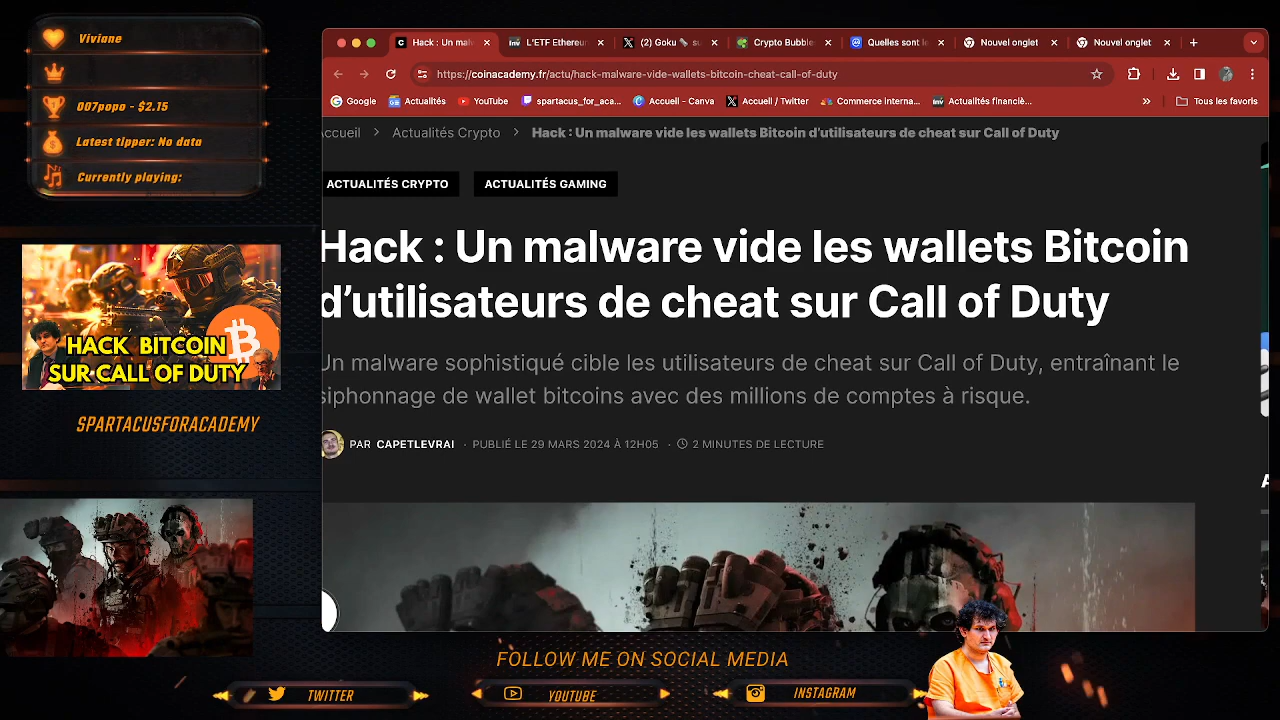 Viviane
007popo - $2.15
Latest tipper: No data
Currently playing:
HACK BITCOIN
SUR CALL OF DUTY
SPARTACUSFORACADEMY
Hack : Un mal
L'ETF Ethereu
(2) Goku
Crypto Bubble
Quelles sont le
Nouvel onglet
Nouvel onglet
https://coinacademy.fr/actu/hack-malware-vide-wallets-bitcoin-cheat-call-of-duty
Google
Actualités
YouTube
spartacus_for_aca...
Accueil - Canva
Accueil / Twitter
Commerce interna...
Actualités financiè...
Tous les favoris
ccueil > Actualités Crypto > Hack : Un malware vide les wallets Bitcoin d'utilisateurs de cheat sur Call of Duty
ACTUALITÉS CRYPTO
ACTUALITÉS GAMING
Hack : Un malware vide les wallets Bitcoin
d'utilisateurs de cheat sur Call of Duty
Un malware sophistiqué cible les utilisateurs de cheat sur Call of Duty, entraînant le
siphonnage de wallet bitcoins avec des millions de comptes à risque.
PAR CAPETLEVRAI · PUBLIÉ LE 29 MARS 2024 À 12H05 · 2 MINUTES DE LECTURE
FOLLOW ME ON SOCIAL MEDIA
TWITTER
YOUTUBE
INSTAGRAM